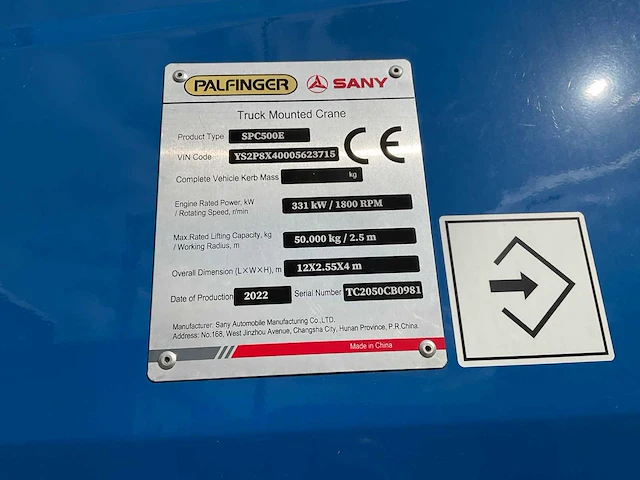 PALFINGER SANY
Truck Mounted Crane
Product Type SPC500E
VIN Code YS2P8X40005623715
CE
Complete Vehicle Kerb Mass kg
Engine Rated Power, kW
/ Rotating Speed, r/min
331 kW / 1800 RPM
Max.Rated Lifting Capacity, kg
/ Working Radius, m
50.000 kg / 2.5 m
Overall Dimension (L×W×H), m 12X2.55X4 m
Date of Production 2022 Serial Number TC2050CB0981
Manufacturer: Sany Automobile Manufacturing Co.,LTD.
Address: No.168, West Jinzhou Avenue, Changsha City, Hunan Province, P.R.China.
Made in China